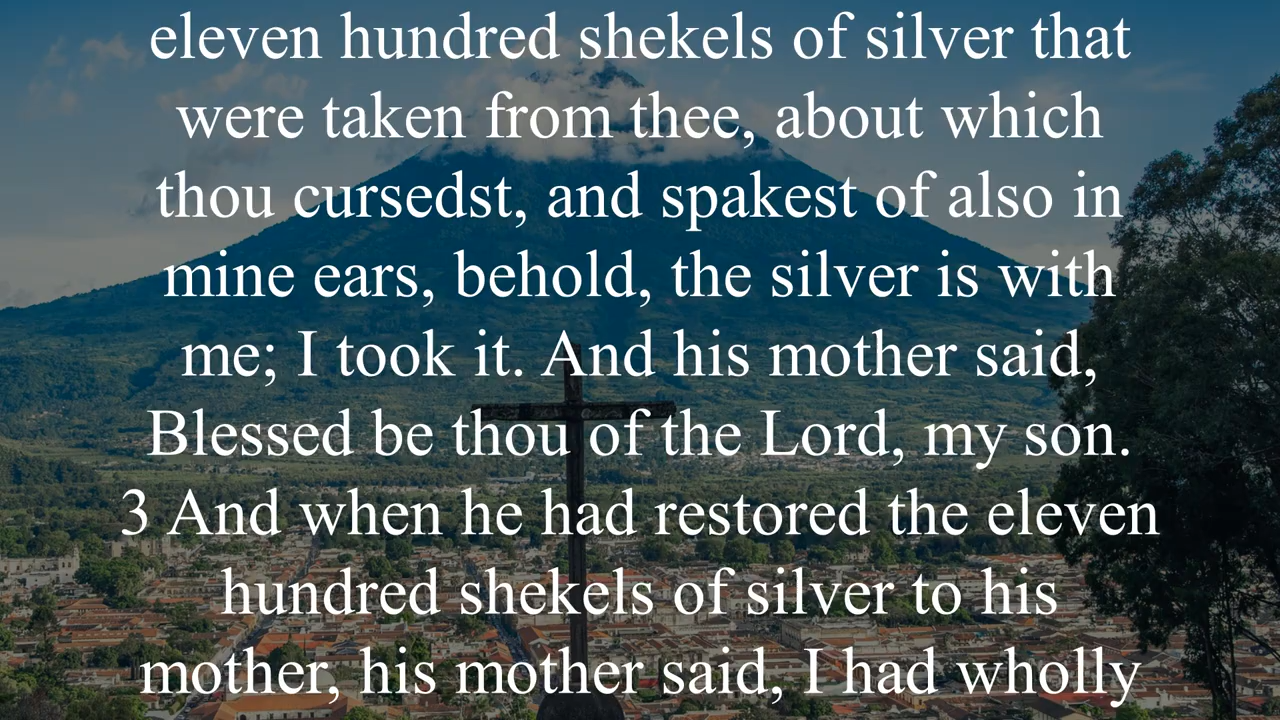 eleven hundred shekels of silver that
were taken from thee, about which
thou cursedst, and spakest of also in
mine ears, behold, the silver is with
me; I took it. And his mother said,
Blessed be thou of the Lord, my son.
3 And when he had restored the eleven
hundred shekels of silver to his
mother, his mother said, I had wholly